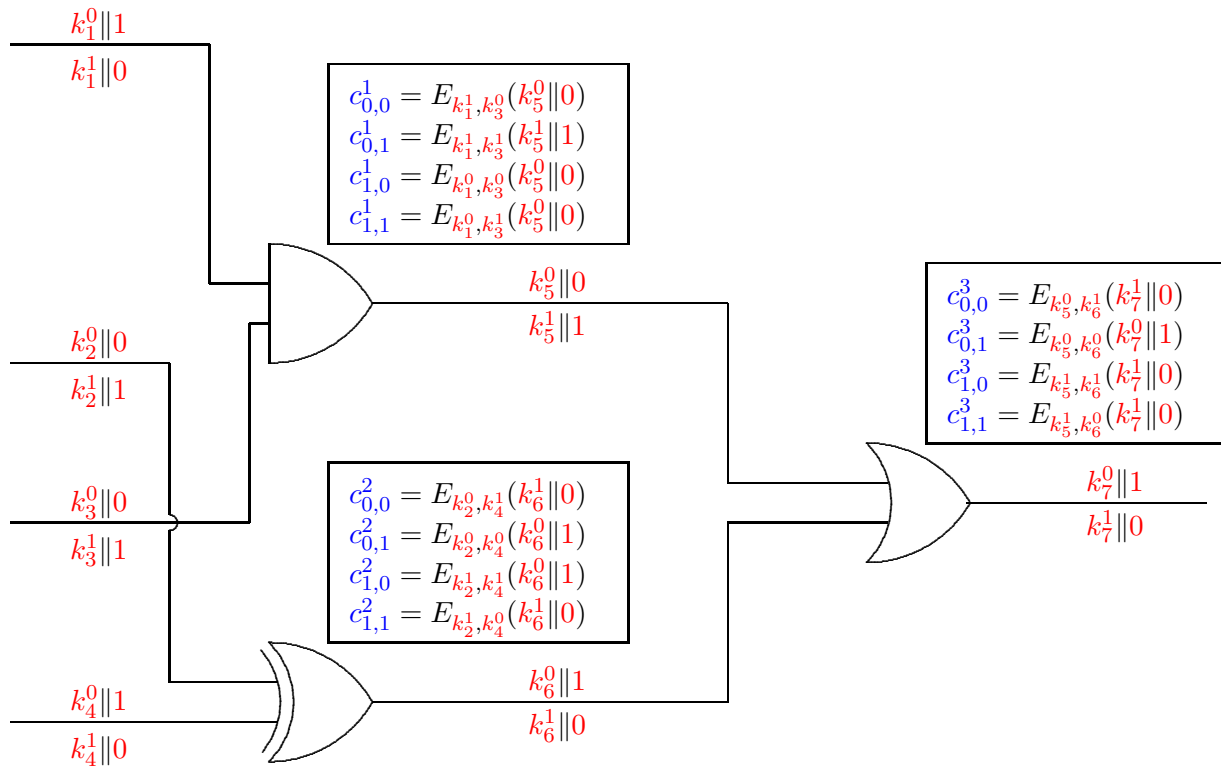 k_1^0‖1
k_1^1‖0
c_{0,0}^1 = E_{k_1^1,k_3^0}(k_5^0‖0)
c_{0,1}^1 = E_{k_1^1,k_3^1}(k_5^1‖1)
c_{1,0}^1 = E_{k_1^0,k_3^0}(k_5^0‖0)
c_{1,1}^1 = E_{k_1^0,k_3^1}(k_5^0‖0)
k_5^0‖0
k_5^1‖1
c_{0,0}^3 = E_{k_5^0,k_6^1}(k_7^1‖0)
c_{0,1}^3 = E_{k_5^0,k_6^0}(k_7^0‖1)
c_{1,0}^3 = E_{k_5^1,k_6^1}(k_7^1‖0)
c_{1,1}^3 = E_{k_5^1,k_6^0}(k_7^1‖0)
k_2^0‖0
k_2^1‖1
k_3^0‖0
k_3^1‖1
c_{0,0}^2 = E_{k_2^0,k_4^1}(k_6^1‖0)
c_{0,1}^2 = E_{k_2^0,k_4^0}(k_6^0‖1)
c_{1,0}^2 = E_{k_2^1,k_4^1}(k_6^0‖1)
c_{1,1}^2 = E_{k_2^1,k_4^0}(k_6^1‖0)
k_7^0‖1
k_7^1‖0
k_4^0‖1
k_4^1‖0
k_6^0‖1
k_6^1‖0